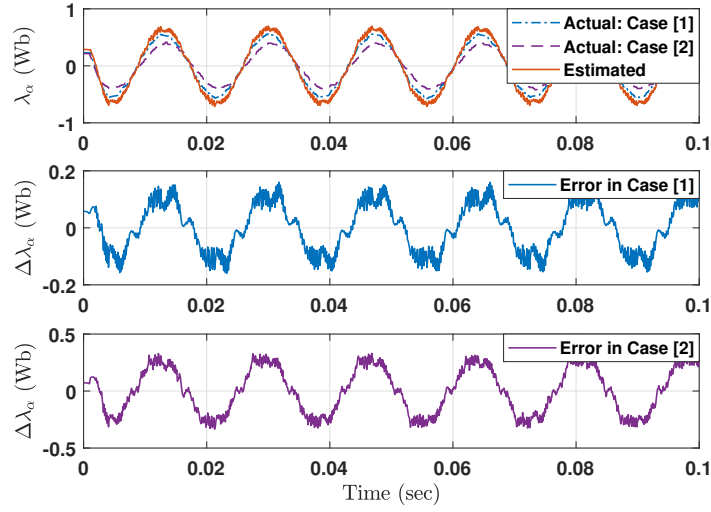 1
0
-1
λα (Wb)
Actual: Case [1]
Actual: Case [2]
Estimated
0 0.02 0.04 0.06 0.08 0.1
0.2
0
-0.2
Δλα (Wb)
Error in Case [1]
0 0.02 0.04 0.06 0.08 0.1
0.5
0
-0.5
Δλα (Wb)
Error in Case [2]
0 0.02 0.04 0.06 0.08 0.1
Time (sec)